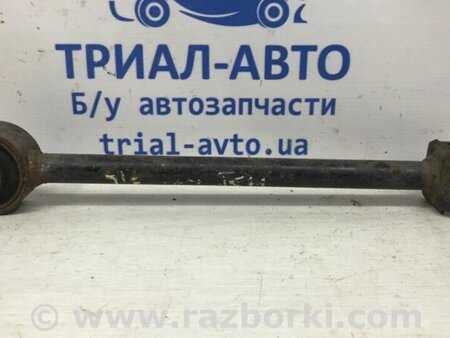 ТРИАЛ-АВТО
Б/у автозапчасти
trial-avto.ua
www.razborki.com